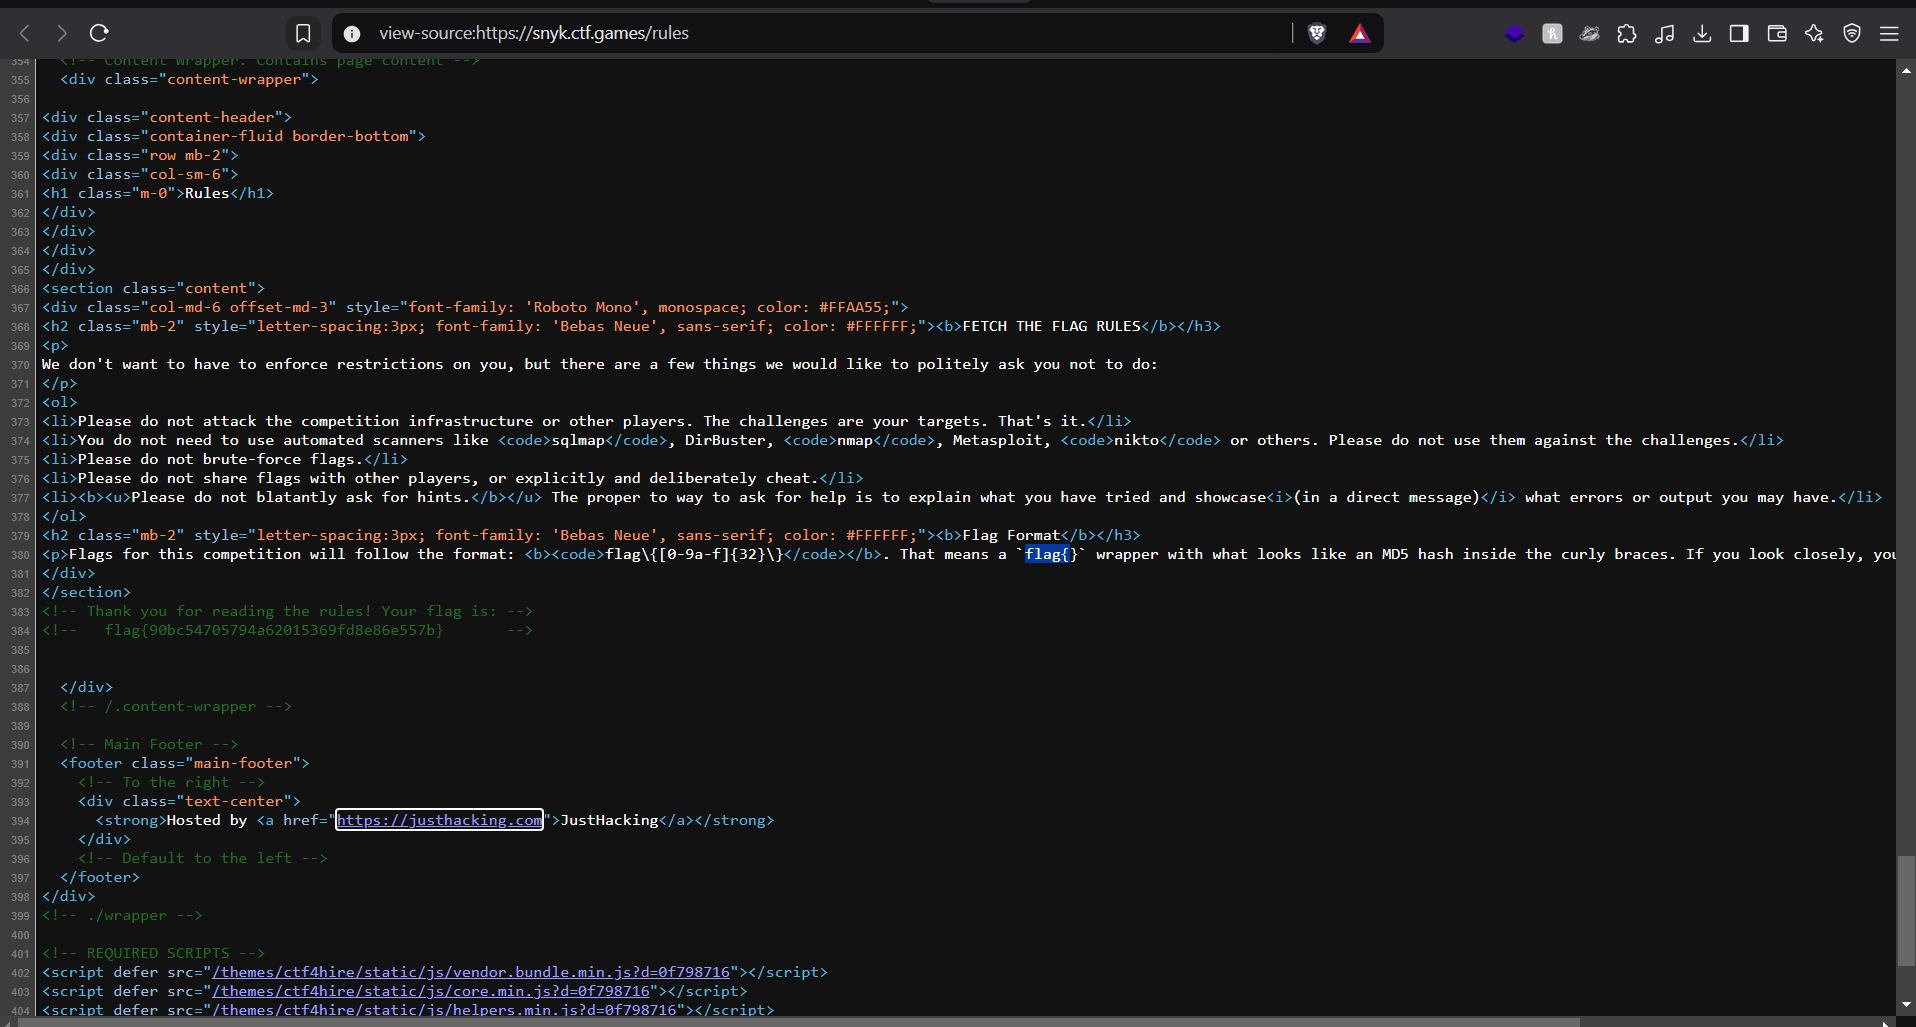 view-source:https://snyk.ctf.games/rules
354 <!-- Content Wrapper. Contains page content -->
355 <div class="content-wrapper">
356
357 <div class="content-header">
358 <div class="container-fluid border-bottom">
359 <div class="row mb-2">
360 <div class="col-sm-6">
361 <h1 class="m-0">Rules</h1>
362 </div>
363 </div>
364 </div>
365 </div>
366 <section class="content">
367 <div class="col-md-6 offset-md-3" style="font-family: 'Roboto Mono', monospace; color: #FFAA55;">
368 <h2 class="mb-2" style="letter-spacing:3px; font-family: 'Bebas Neue', sans-serif; color: #FFFFFF;"><b>FETCH THE FLAG RULES</b></h3>
369 <p>
370 We don't want to have to enforce restrictions on you, but there are a few things we would like to politely ask you not to do:
371 </p>
372 <ol>
373 <li>Please do not attack the competition infrastructure or other players. The challenges are your targets. That's it.</li>
374 <li>You do not need to use automated scanners like <code>sqlmap</code>, DirBuster, <code>nmap</code>, Metasploit, <code>nikto</code> or others. Please do not use them against the challenges.</li>
375 <li>Please do not brute-force flags.</li>
376 <li>Please do not share flags with other players, or explicitly and deliberately cheat.</li>
377 <li><b><u>Please do not blatantly ask for hints.</b></u> The proper to way to ask for help is to explain what you have tried and showcase<i>(in a direct message)</i> what errors or output you may have.</li>
378 </ol>
379 <h2 class="mb-2" style="letter-spacing:3px; font-family: 'Bebas Neue', sans-serif; color: #FFFFFF;"><b>Flag Format</b></h3>
380 <p>Flags for this competition will follow the format: <b><code>flag\{[0-9a-f]{32}\}</code></b>. That means a `flag{}` wrapper with what looks like an MD5 hash inside the curly braces. If you look closely, you
381 </div>
382 </section>
383 <!-- Thank you for reading the rules! Your flag is: -->
384 <!-- flag{90bc54705794a62015369fd8e86e557b} -->
385
386
387 </div>
388 <!-- /.content-wrapper -->
389
390 <!-- Main Footer -->
391 <footer class="main-footer">
392 <!-- To the right -->
393 <div class="text-center">
394 <strong>Hosted by <a href="https://justhacking.com">JustHacking</a></strong>
395 </div>
396 <!-- Default to the left -->
397 </footer>
398 </div>
399 <!-- ./wrapper -->
400
401 <!-- REQUIRED SCRIPTS -->
402 <script defer src="/themes/ctf4hire/static/js/vendor.bundle.min.js?d=0f798716"></script>
403 <script defer src="/themes/ctf4hire/static/js/core.min.js?d=0f798716"></script>
404 <script defer src="/themes/ctf4hire/static/js/helpers.min.js?d=0f798716"></script>